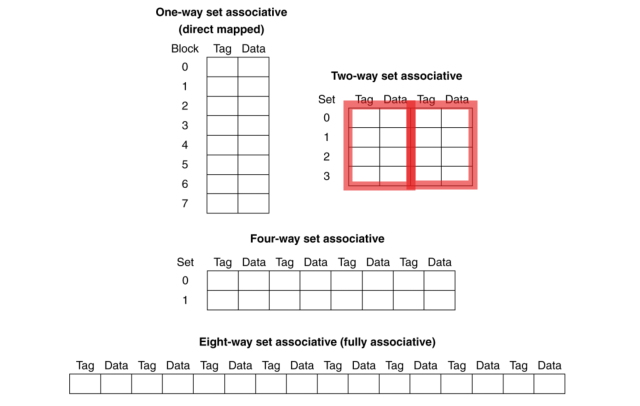 One-way set associative
(direct mapped)
Block Tag Data
0
1
2
3
4
5
6
7
Two-way set associative
Set Tag Data Tag Data
0
1
2
3
Four-way set associative
Set Tag Data Tag Data Tag Data Tag Data
0
1
Eight-way set associative (fully associative)
Tag Data Tag Data Tag Data Tag Data Tag Data Tag Data Tag Data Tag Data